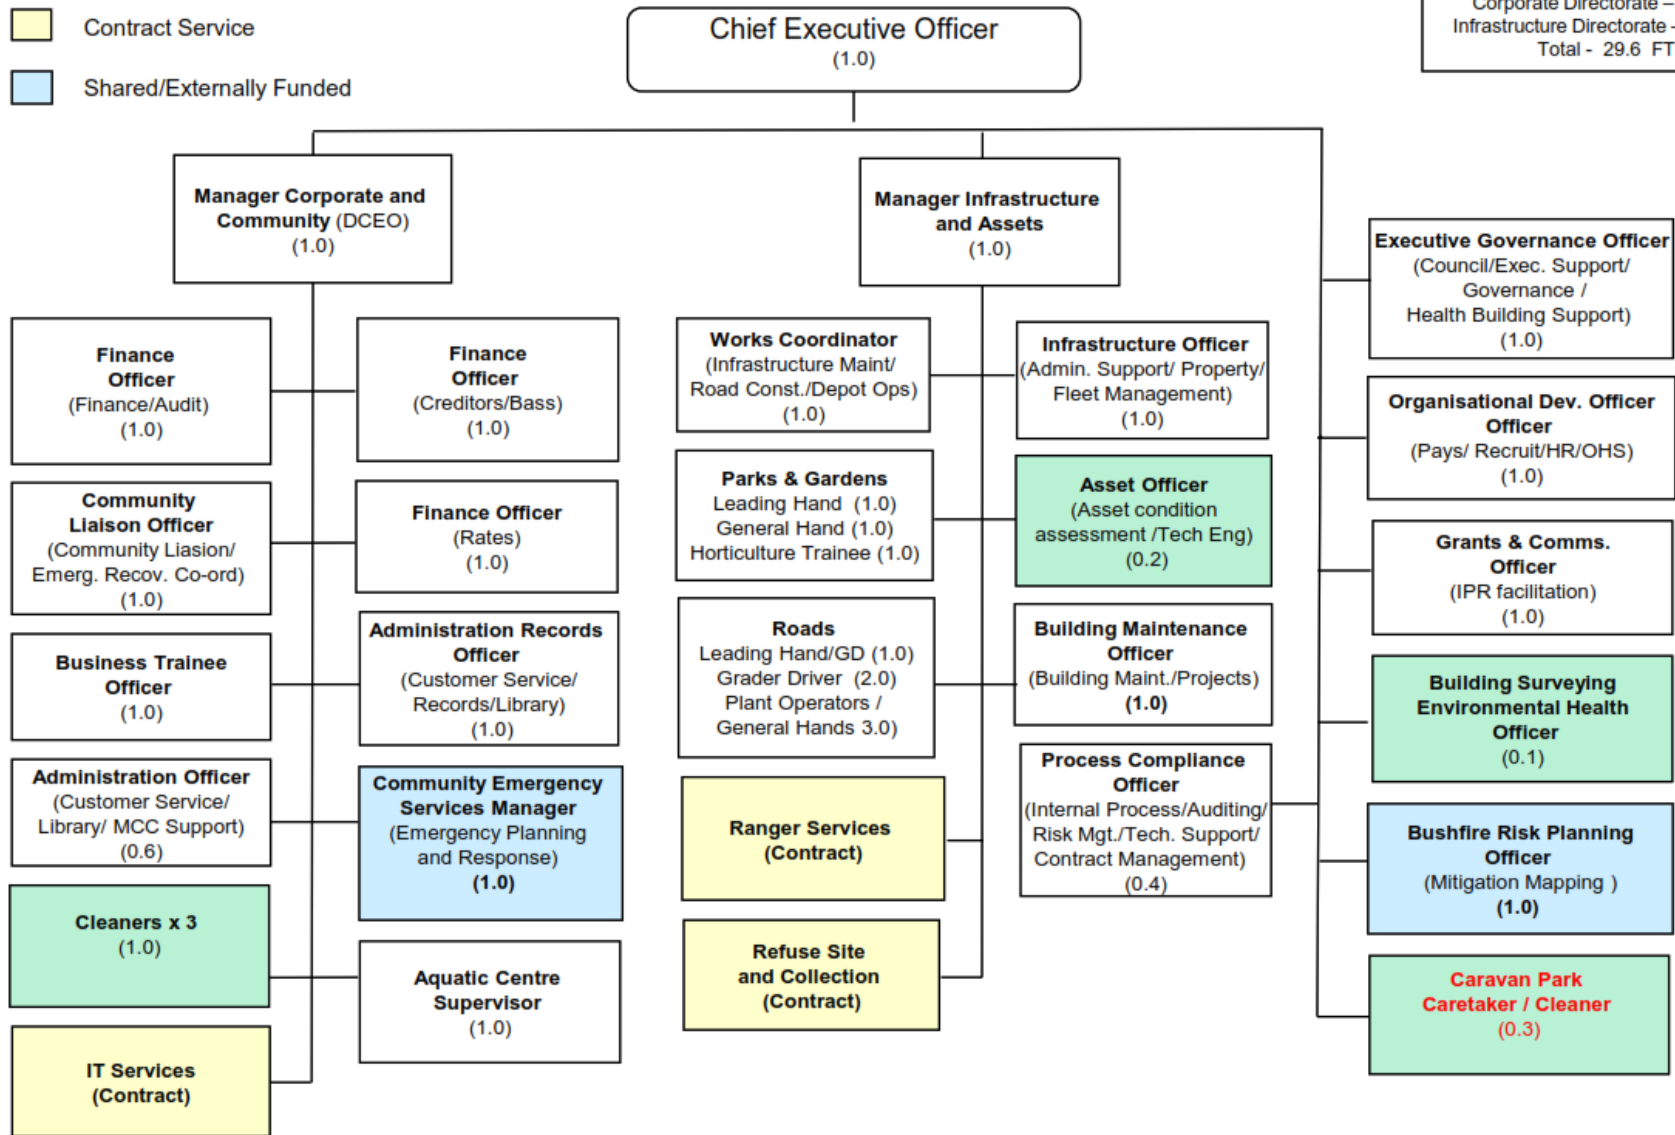 Contract Service
Shared/Externally Funded
Chief Executive Officer
(1.0)
Corporate Directorate –
Infrastructure Directorate -
Total -  29.6  FT
Manager Corporate and
Community (DCEO)
(1.0)
Finance
Officer
(Finance/Audit)
(1.0)
Finance
Officer
(Creditors/Bass)
(1.0)
Community
Liaison Officer
(Community Liasion/
Emerg. Recov. Co-ord)
(1.0)
Finance Officer
(Rates)
(1.0)
Business Trainee
Officer
(1.0)
Administration Records
Officer
(Customer Service/
Records/Library)
(1.0)
Administration Officer
(Customer Service/
Library/ MCC Support)
(0.6)
Community Emergency
Services Manager
(Emergency Planning
and Response)
(1.0)
Cleaners x 3
(1.0)
Aquatic Centre
Supervisor
(1.0)
IT Services
(Contract)
Manager Infrastructure
and Assets
(1.0)
Works Coordinator
(Infrastructure Maint/
Road Const./Depot Ops)
(1.0)
Infrastructure Officer
(Admin. Support/ Property/
Fleet Management)
(1.0)
Parks & Gardens
Leading Hand  (1.0)
General Hand (1.0)
Horticulture Trainee (1.0)
Asset Officer
(Asset condition
assessment /Tech Eng)
(0.2)
Roads
Leading Hand/GD (1.0)
Grader Driver  (2.0)
Plant Operators /
General Hands 3.0)
Building Maintenance
Officer
(Building Maint./Projects)
(1.0)
Ranger Services
(Contract)
Process Compliance
Officer
(Internal Process/Auditing/
Risk Mgt./Tech. Support/
Contract Management)
(0.4)
Refuse Site
and Collection
(Contract)
Executive Governance Officer
(Council/Exec. Support/
Governance /
Health Building Support)
(1.0)
Organisational Dev. Officer
Officer
(Pays/ Recruit/HR/OHS)
(1.0)
Grants & Comms.
Officer
(IPR facilitation)
(1.0)
Building Surveying
Environmental Health
Officer
(0.1)
Bushfire Risk Planning
Officer
(Mitigation Mapping )
(1.0)
Caravan Park
Caretaker / Cleaner
(0.3)